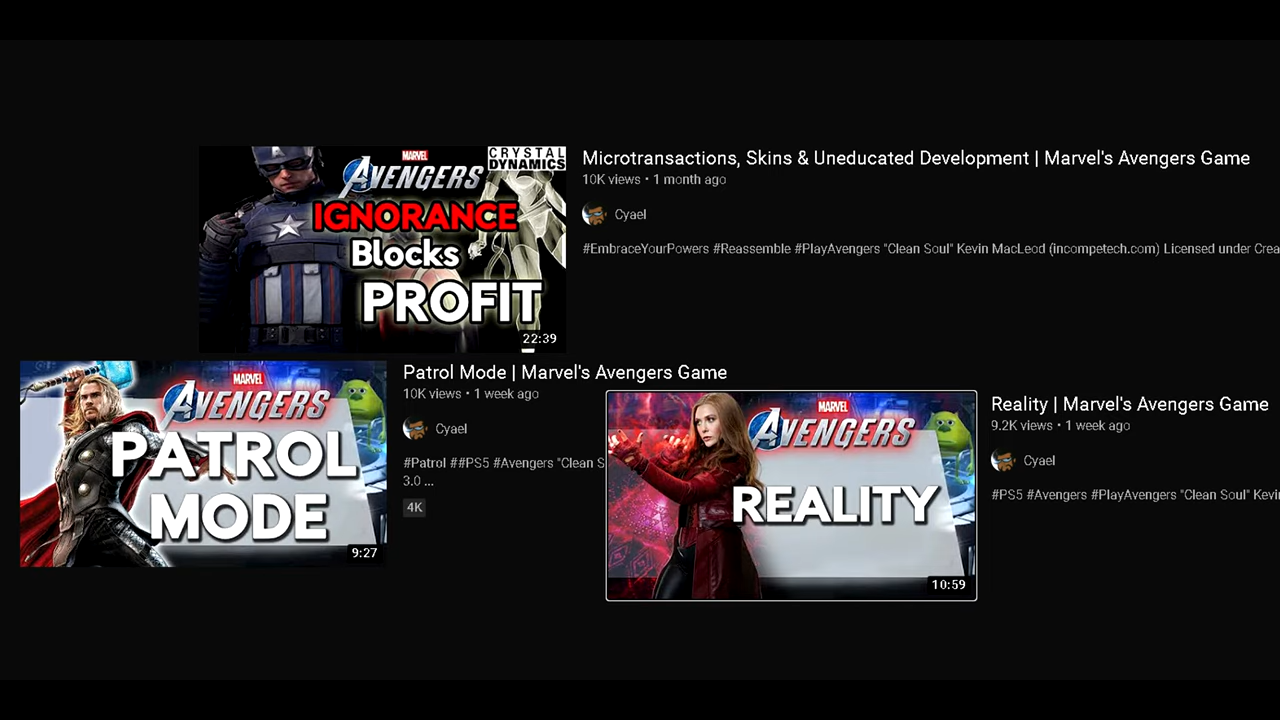 MARVEL
AVENGERS
CRYSTAL
DYNAMICS
IGNORANCE
Blocks
PROFIT
22:39
Microtransactions, Skins & Uneducated Development | Marvel's Avengers Game
10K views • 1 month ago
Cyael
#EmbraceYourPowers #Reassemble #PlayAvengers "Clean Soul" Kevin MacLeod (incompetech.com) Licensed under Crea
MARVEL
AVENGERS
PATROL
MODE
9:27
Patrol Mode | Marvel's Avengers Game
10K views • 1 week ago
Cyael
#Patrol ##PS5 #Avengers "Clean S
3.0 ...
4K
MARVEL
AVENGERS
REALITY
10:59
Reality | Marvel's Avengers Game
9.2K views • 1 week ago
Cyael
#PS5 #Avengers #PlayAvengers "Clean Soul" Kevi